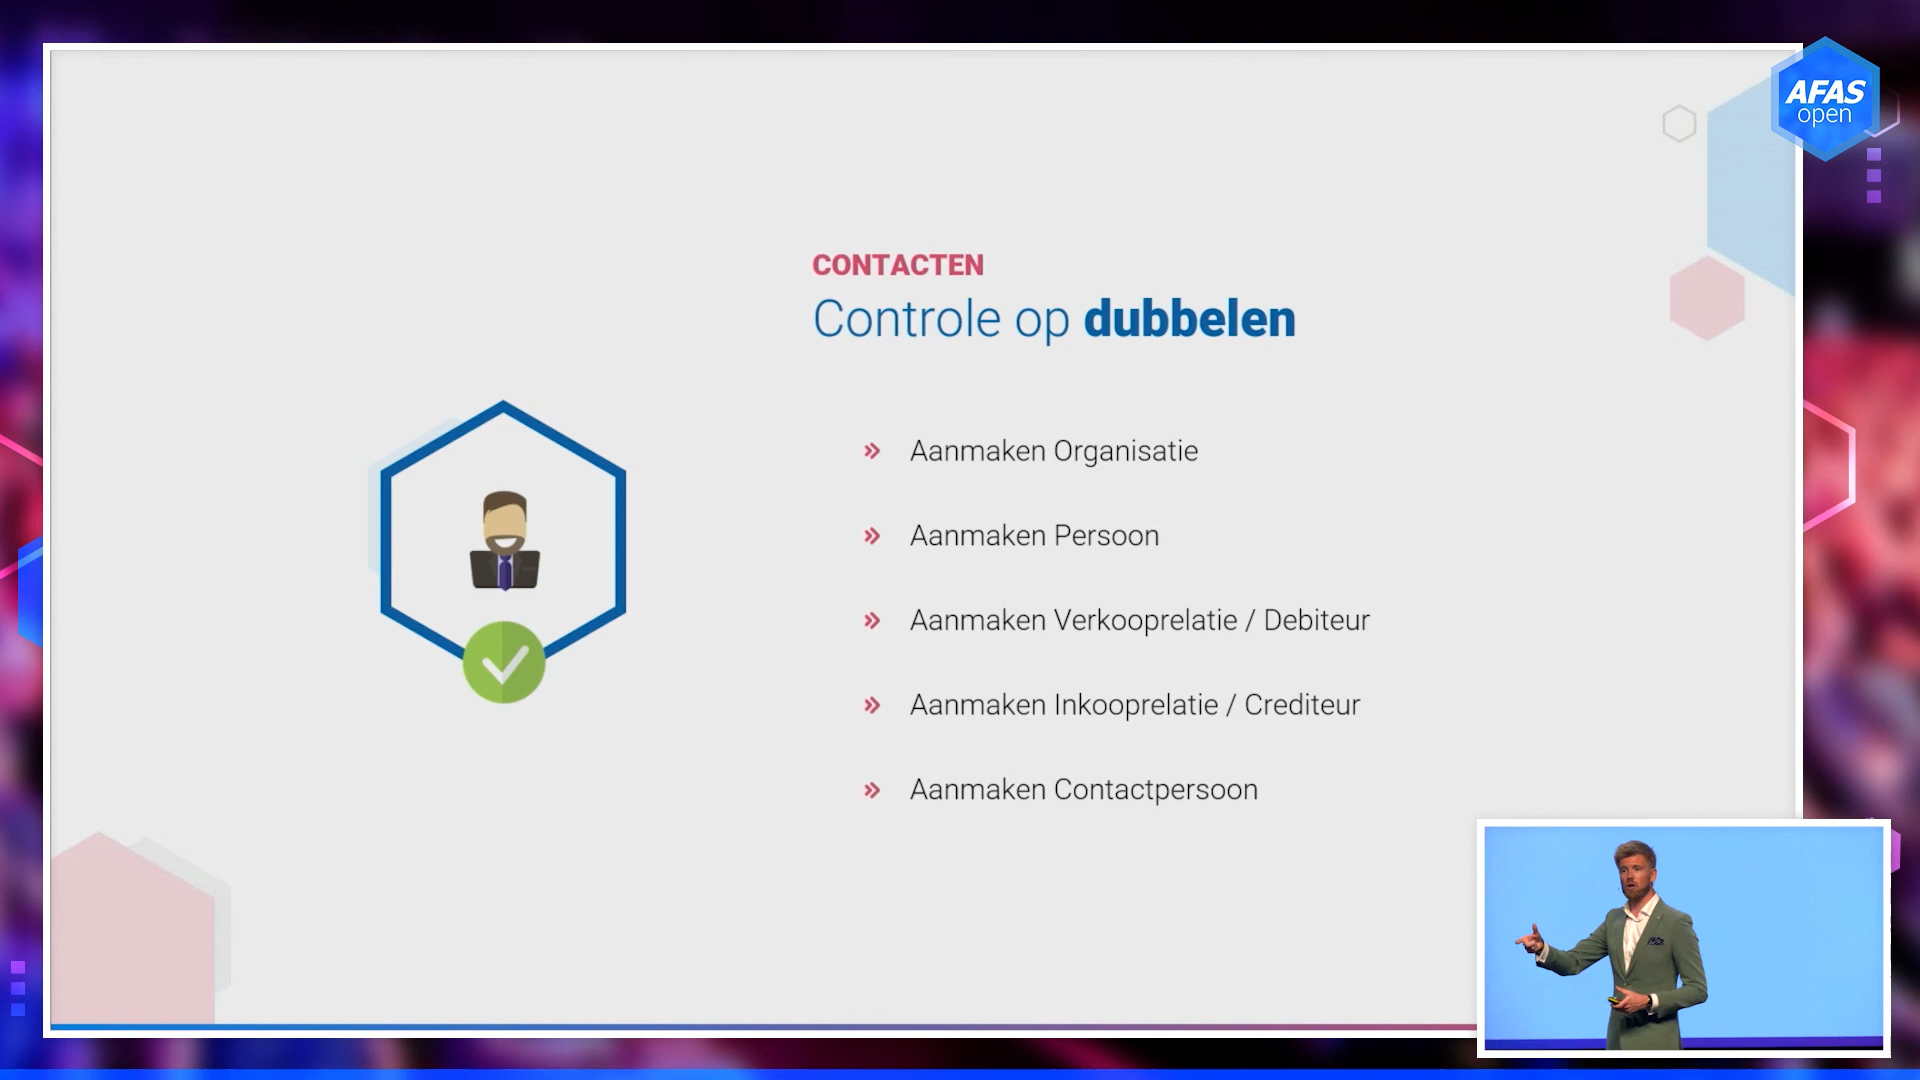 AFAS
open
CONTACTEN
Controle op dubbelen
» Aanmaken Organisatie
» Aanmaken Persoon
» Aanmaken Verkooprelatie / Debiteur
» Aanmaken Inkooprelatie / Crediteur
» Aanmaken Contactpersoon